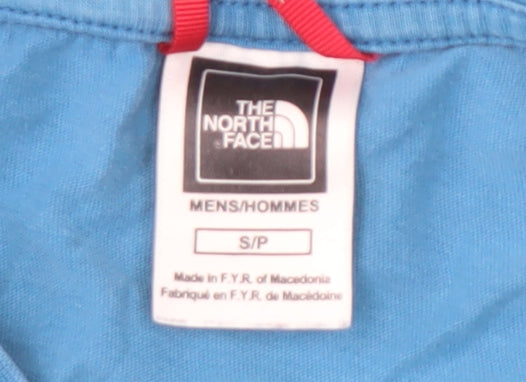 THE
NORTH
FACE
MENS/HOMMES
S/P
Made in F.Y.R. of Macedonia
Fabriqué en F.Y.R. de Macédoine